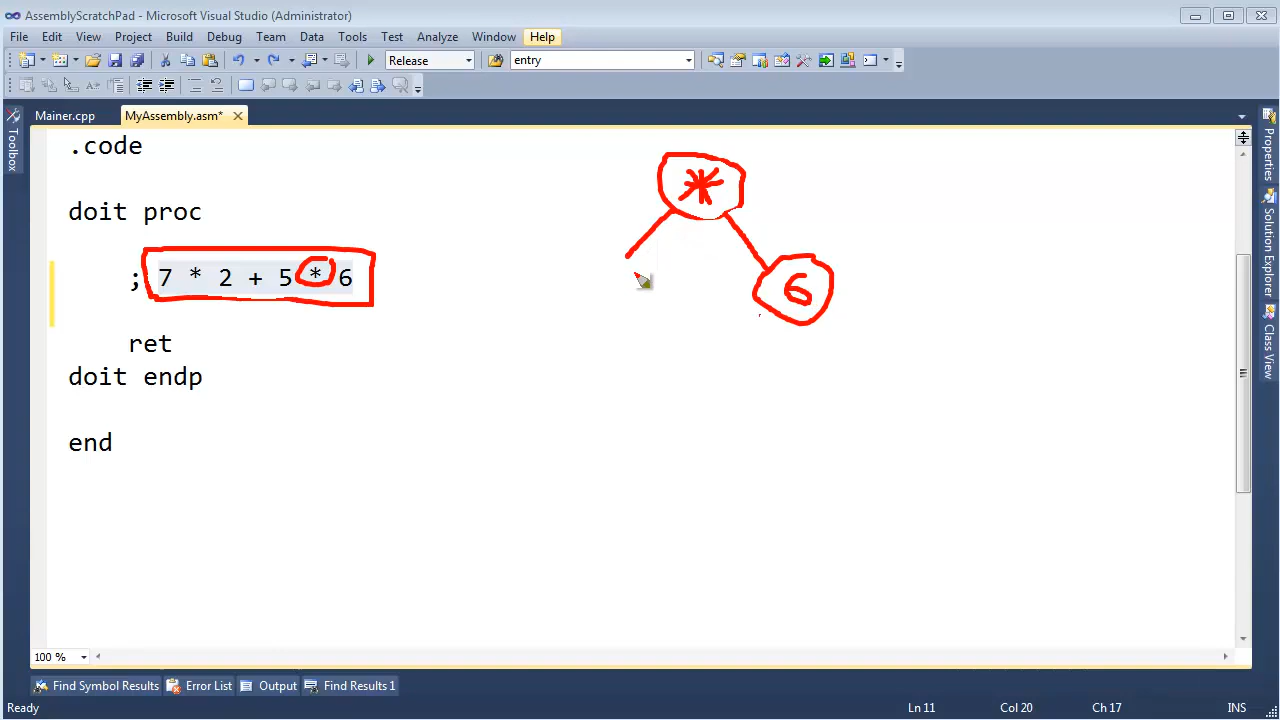 AssemblyScratchPad - Microsoft Visual Studio (Administrator)
File Edit View Project Build Debug Team Data Tools Test Analyze Window Help
Release entry
Mainer.cpp MyAssembly.asm*
Toolbox
Properties
Solution Explorer
Class View
.code
doit proc
; 7 * 2 + 5 * 6
ret
doit endp
end
*
6
100 %
Find Symbol Results Error List Output Find Results 1
Ready Ln 11 Col 20 Ch 17 INS